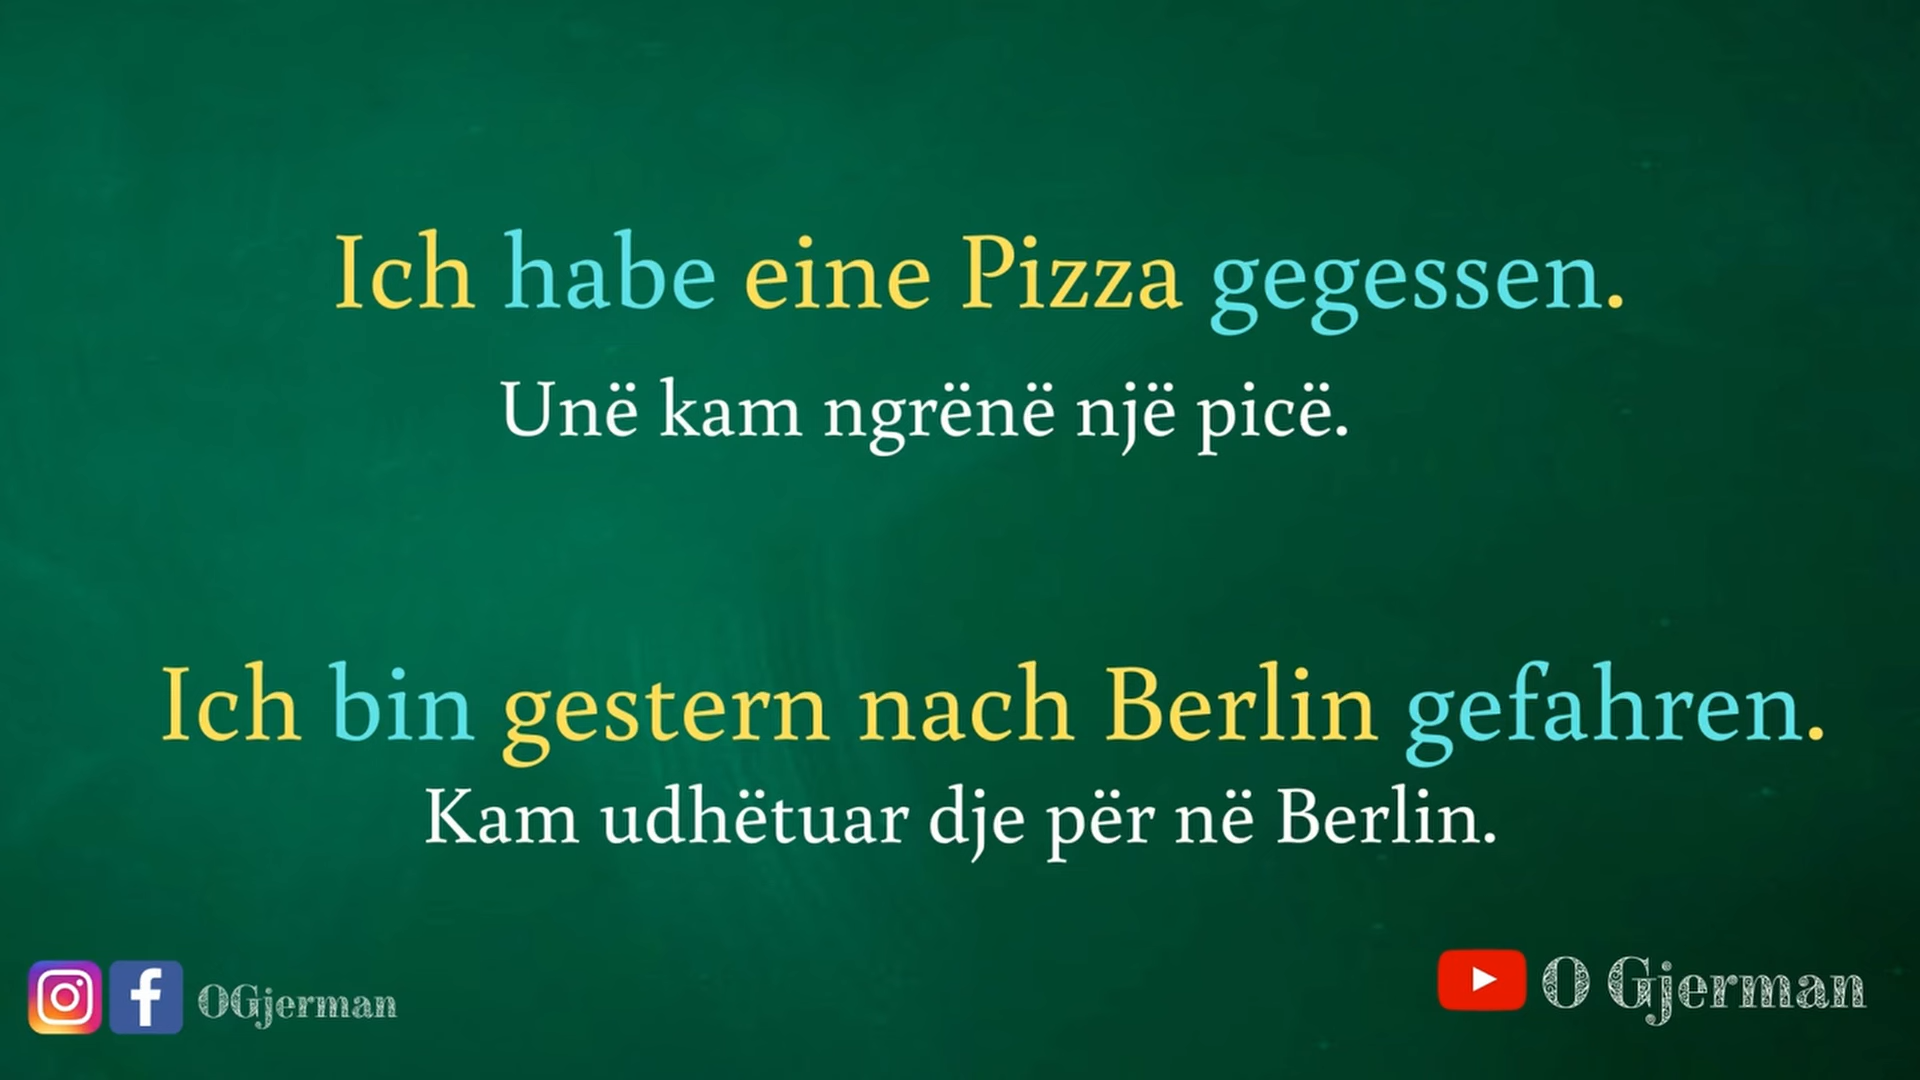 Ich habe eine Pizza gegessen.
Unë kam ngrënë një picë.
Ich bin gestern nach Berlin gefahren.
Kam udhëtuar dje për në Berlin.
OGjerman
O Gjerman